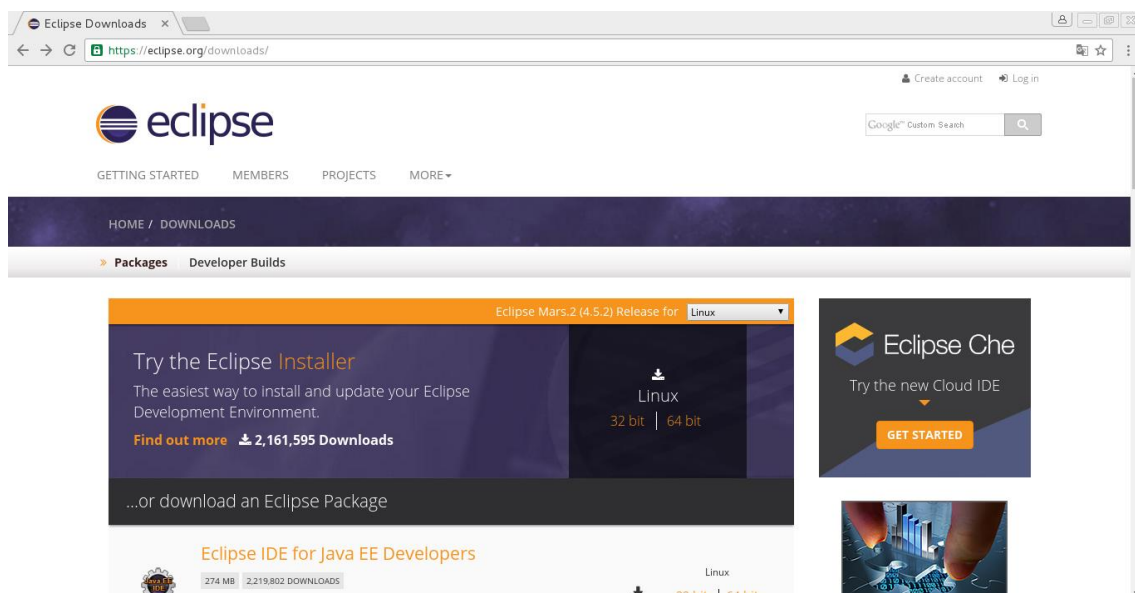 Eclipse Downloads
https://eclipse.org/downloads/
Create account Log in
eclipse
Google™ Custom Search
GETTING STARTED MEMBERS PROJECTS MORE
HOME / DOWNLOADS
» Packages Developer Builds
Eclipse Mars.2 (4.5.2) Release for Linux
Try the Eclipse Installer
The easiest way to install and update your Eclipse
Development Environment.
Find out more 2,161,595 Downloads
Linux
32 bit 64 bit
Eclipse Che
Try the new Cloud IDE
GET STARTED
...or download an Eclipse Package
Eclipse IDE for Java EE Developers
274 MB 2,219,802 DOWNLOADS
Java EE
IDE
Linux